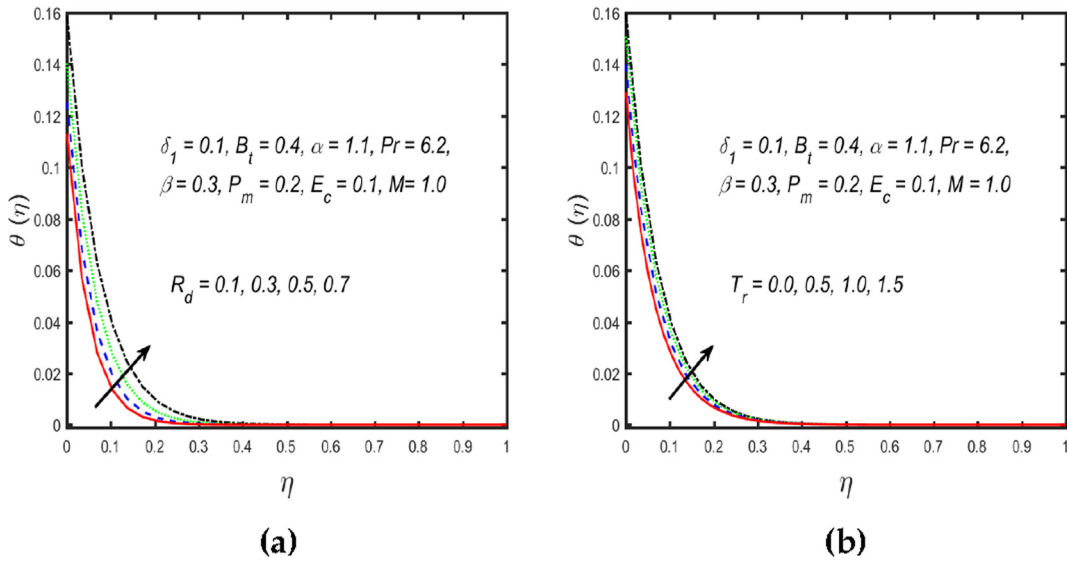 0.16
0.14
0.12
0.1
0.08
0.06
0.04
0.02
0
θ (η)
δ₁ = 0.1, Bₜ = 0.4, α = 1.1, Pr = 6.2,
β = 0.3, Pₘ = 0.2, E_c = 0.1, M = 1.0
R_d = 0.1, 0.3, 0.5, 0.7
0 0.1 0.2 0.3 0.4 0.5 0.6 0.7 0.8 0.9 1
η
(a)
0.16
0.14
0.12
0.1
0.08
0.06
0.04
0.02
0
θ (η)
δ₁ = 0.1, Bₜ = 0.4, α = 1.1, Pr = 6.2,
β = 0.3, Pₘ = 0.2, E_c = 0.1, M = 1.0
T_r = 0.0, 0.5, 1.0, 1.5
0 0.1 0.2 0.3 0.4 0.5 0.6 0.7 0.8 0.9 1
η
(b)